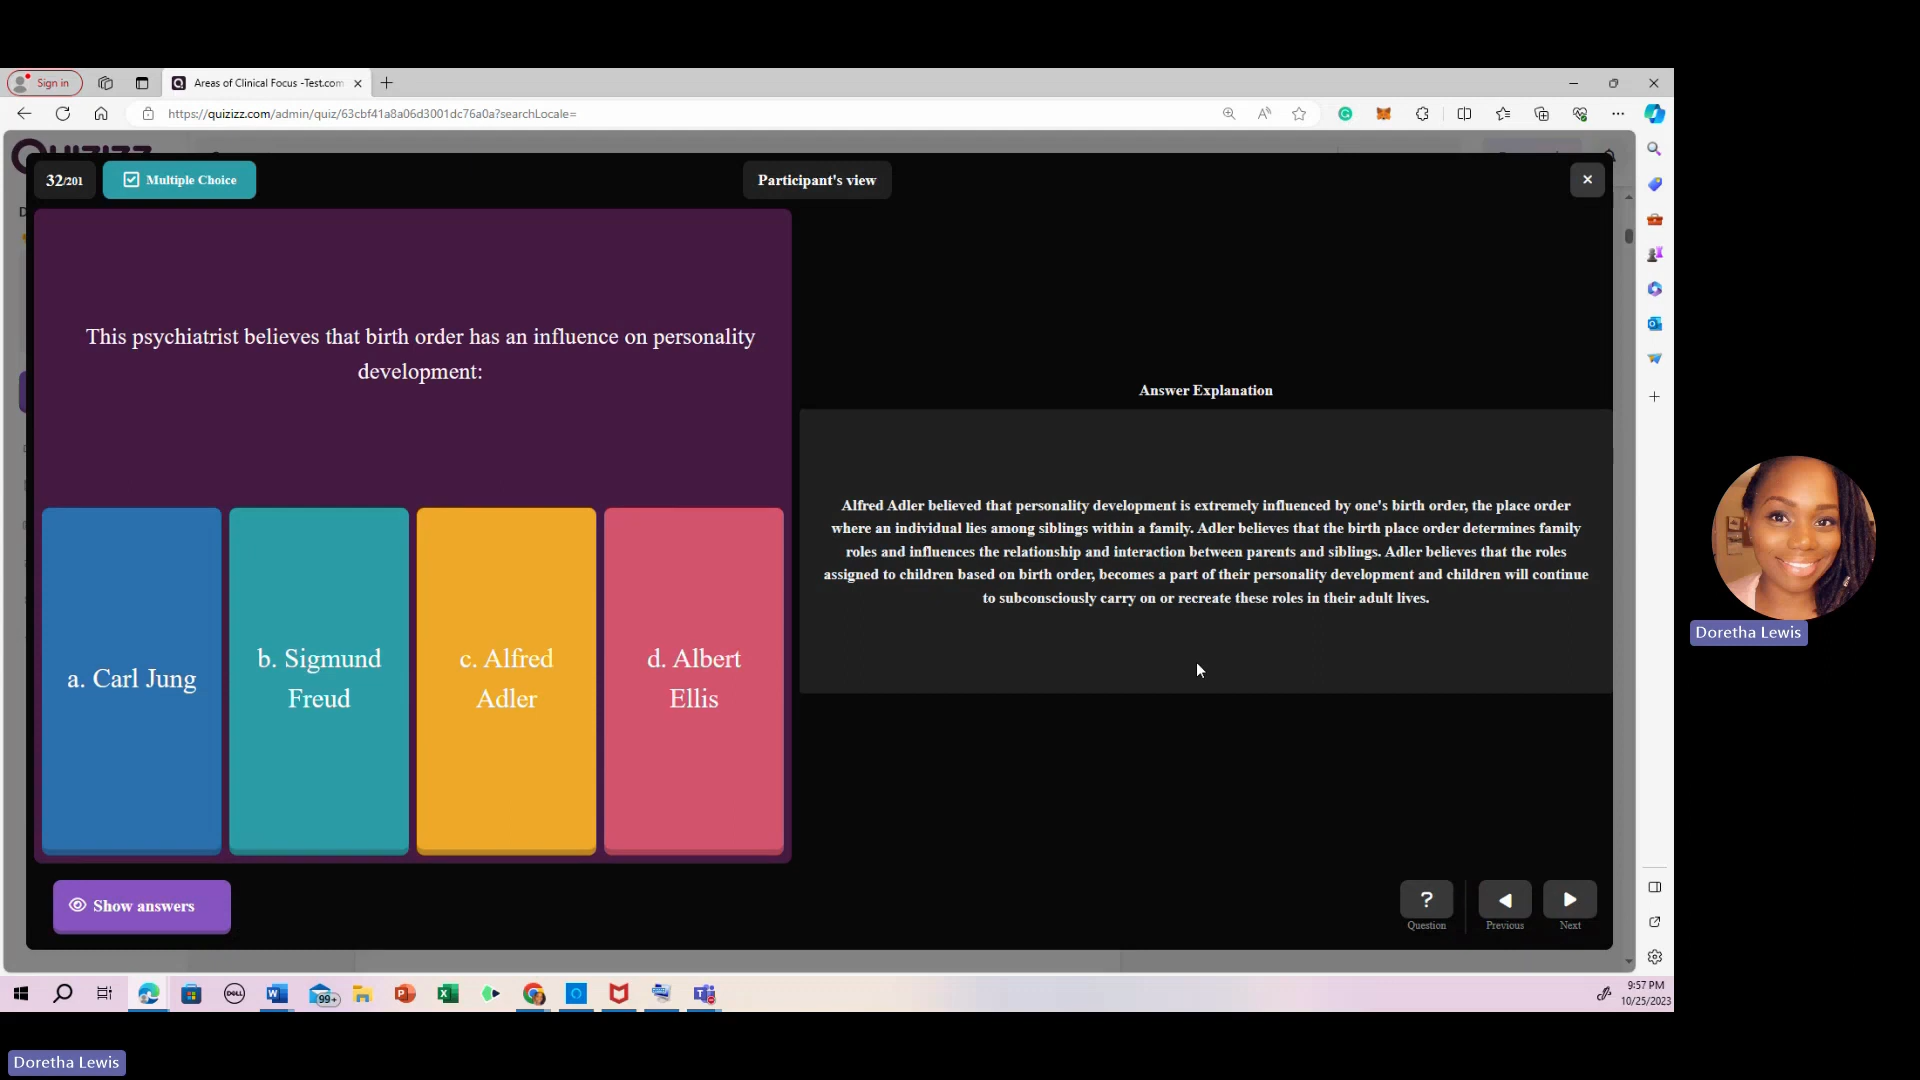 Sign in
Areas of Clinical Focus -Test.com
https://quizizz.com/admin/quiz/63cbf41a8a06d3001dc76a0a?searchLocale=
32/201
Multiple Choice
Participant's view
This psychiatrist believes that birth order has an influence on personality
development:
a. Carl Jung
b. Sigmund
Freud
c. Alfred
Adler
d. Albert
Ellis
Answer Explanation
Alfred Adler believed that personality development is extremely influenced by one's birth order, the place order
where an individual lies among siblings within a family. Adler believes that the birth place order determines family
roles and influences the relationship and interaction between parents and siblings. Adler believes that the roles
assigned to children based on birth order, becomes a part of their personality development and children will continue
to subconsciously carry on or recreate these roles in their adult lives.
Show answers
?
Question
Previous
Next
Doretha Lewis
DELL
99+
9:57 PM
10/25/2023
Doretha Lewis